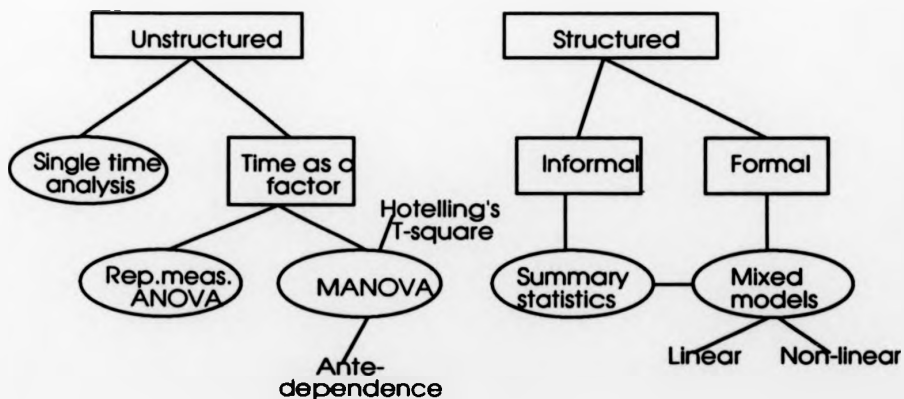 Unstructured
Structured
Single time
analysis
Time as a
factor
Informal
Formal
Hotelling's
T-square
Rep.meas.
ANOVA
MANOVA
Summary
statistics
Mixed
models
Ante-
dependence
Linear
Non-linear